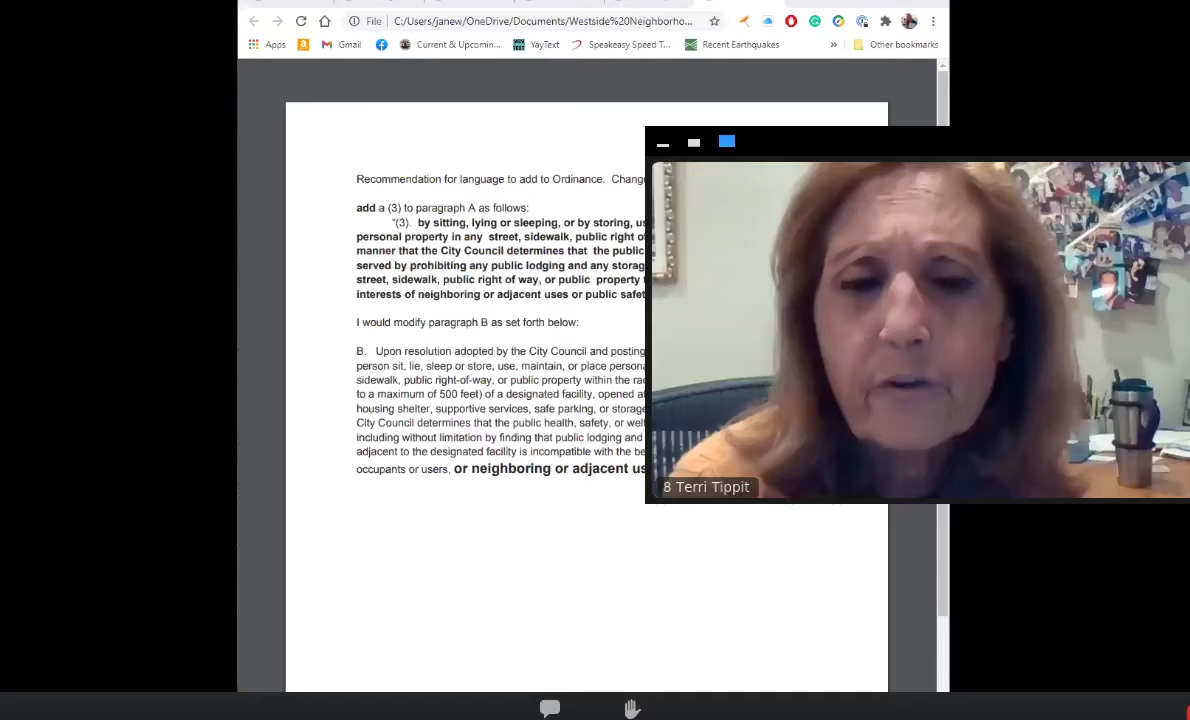 File
C:/Users/janew/OneDrive/Documents/Westside%20Neighborho...
Apps
Gmail
Current & Upcomin...
YayText
Speakeasy Speed T...
Recent Earthquakes
»
Other bookmarks
Recommendation for language to add to Ordinance. Change
add a (3) to paragraph A as follows:
"(3). by sitting, lying or sleeping, or by storing,
personal property in any street, sidewalk, public right of
manner that the City Council determines that the public
served by prohibiting any public lodging and any storag
street, sidewalk, public right of way, or public property
interests of neighboring or adjacent uses or public safet
I would modify paragraph B as set forth below:
B. Upon resolution adopted by the City Council and posting
person sit, lie, sleep or store, use, maintain, or place persona
sidewalk, public right-of-way, or public property within the rad
to a maximum of 500 feet) of a designated facility, opened
housing shelter, supportive services, safe parking, or storage
City Council determines that the public health, safety, or
including without limitation by finding that public lodging and
adjacent to the designated facility is incompatible with the
occupants or users, or neighboring or adjacent
8 Terri Tippit